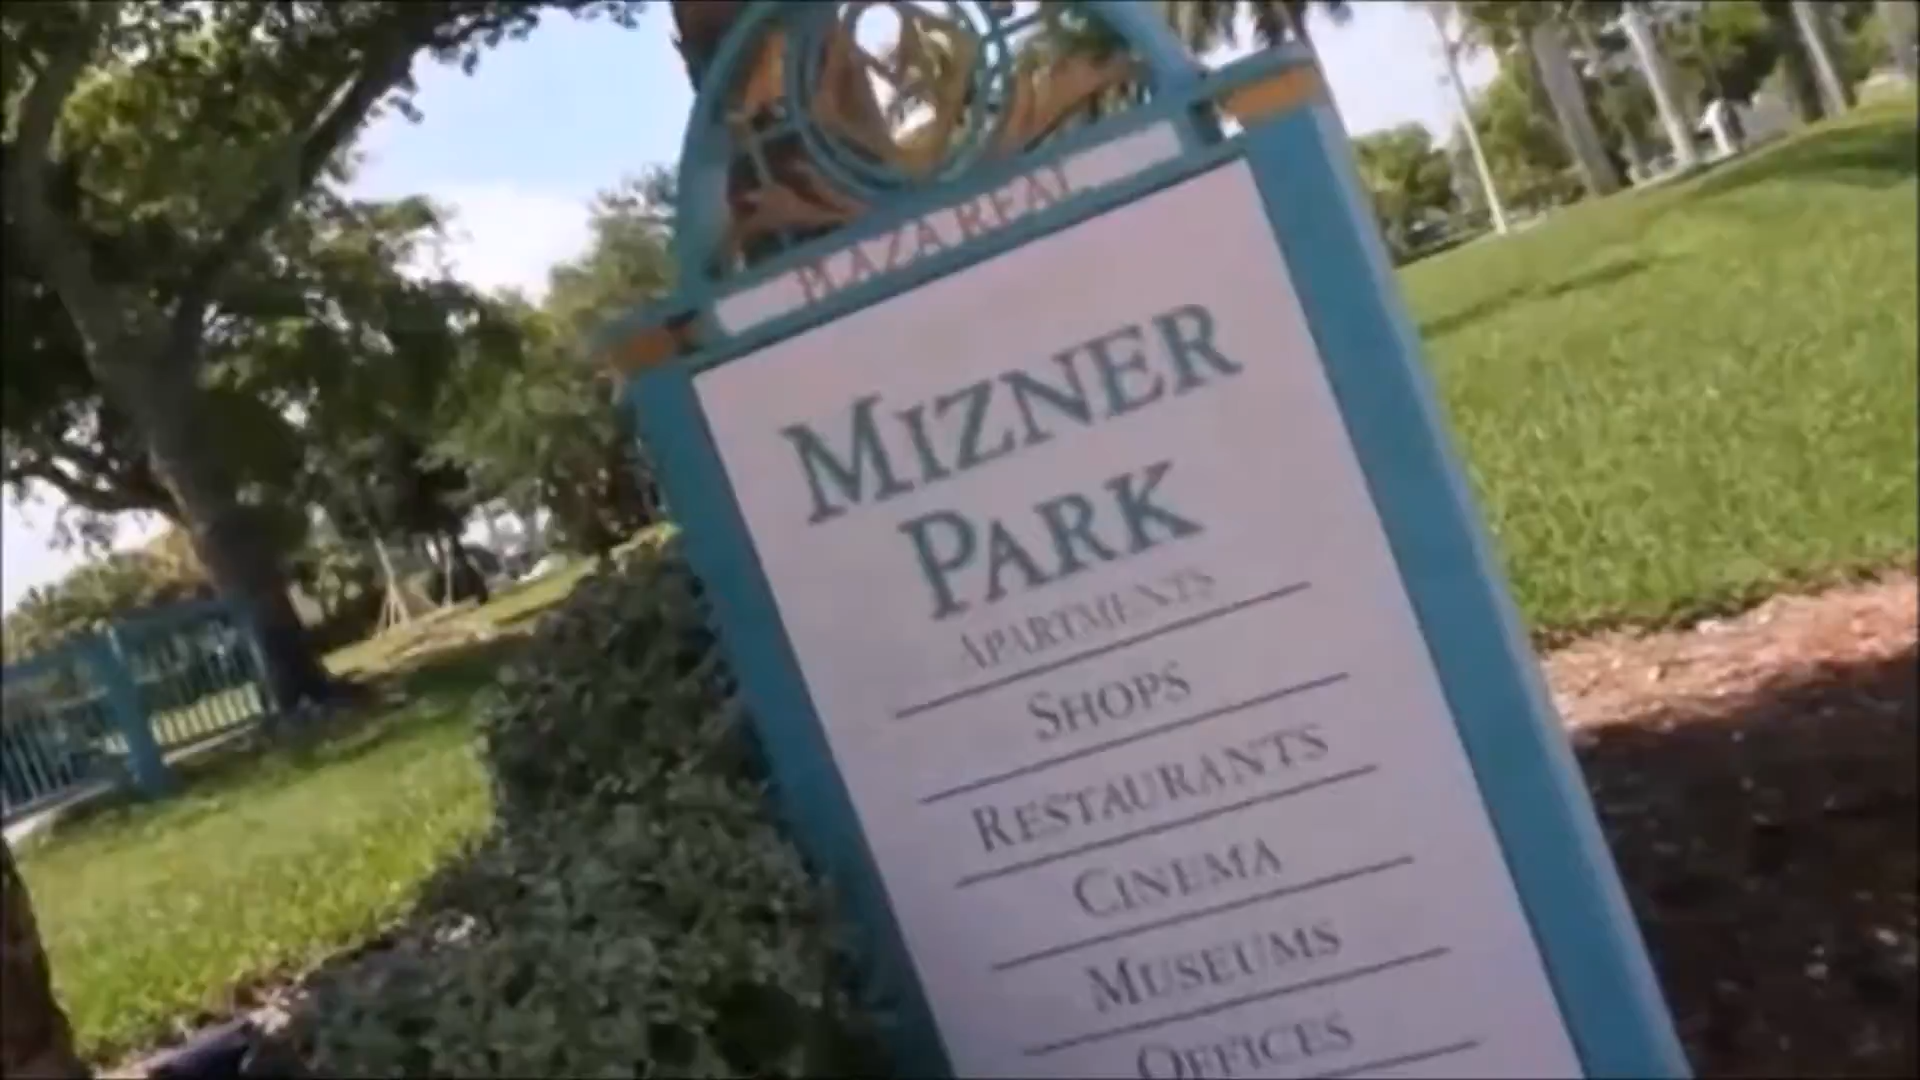 PLAZA REAL
MIZNER
PARK
APARTMENTS
SHOPS
RESTAURANTS
CINEMA
MUSEUMS
OFFICES